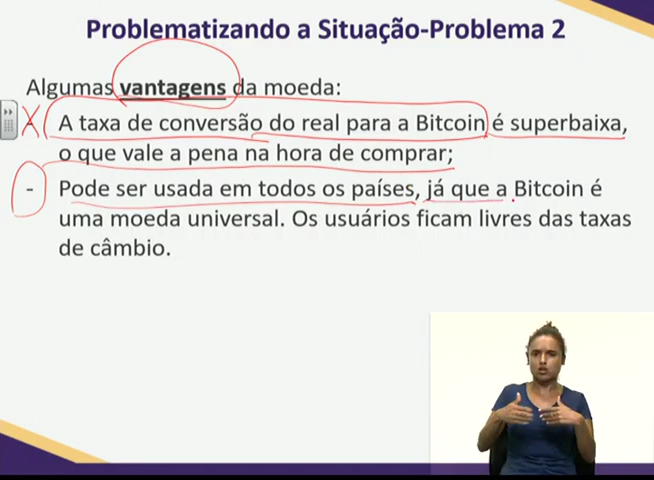 Problematizando a Situação-Problema 2
Algumas vantagens da moeda:
A taxa de conversão do real para a Bitcoin é superbaixa,
o que vale a pena na hora de comprar;
- Pode ser usada em todos os países, já que a Bitcoin é
uma moeda universal. Os usuários ficam livres das taxas
de câmbio.